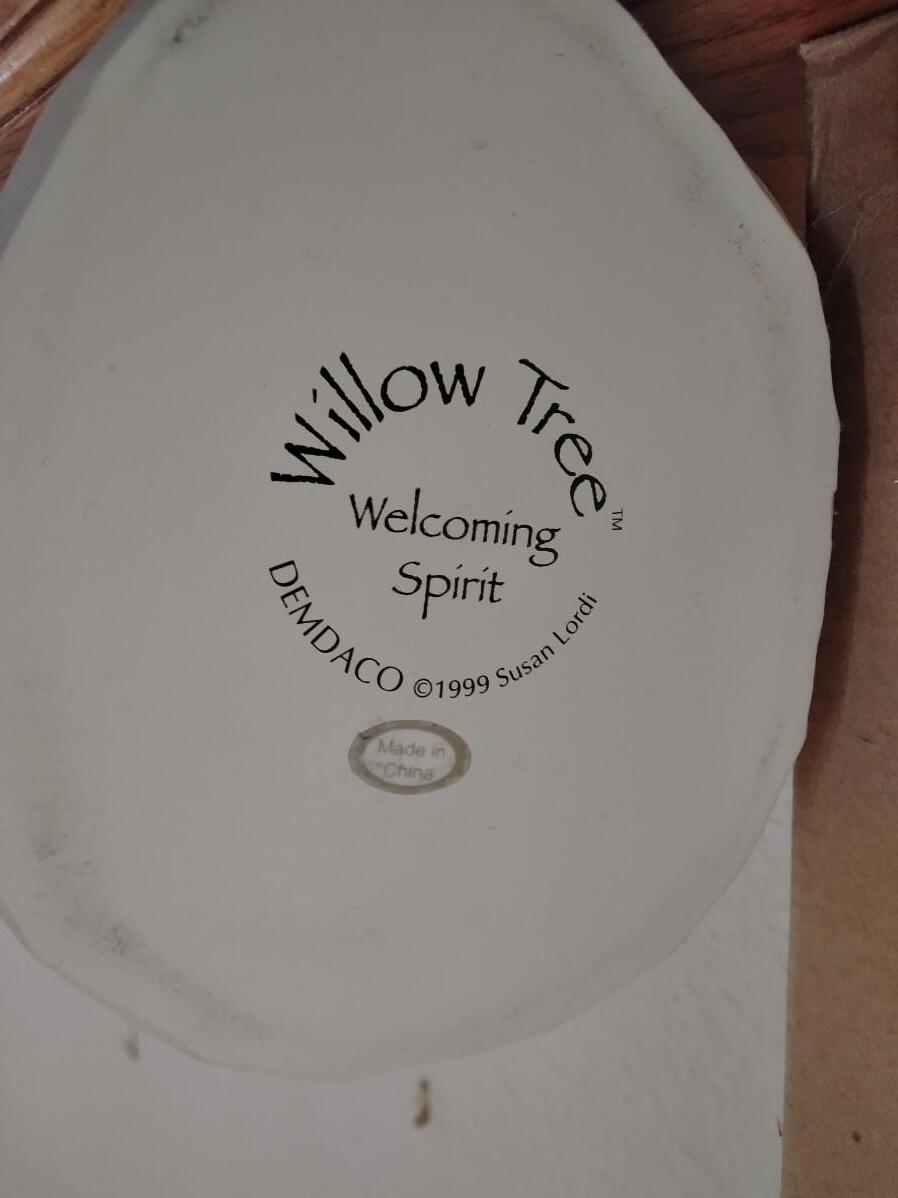 Willow Tree™
Welcoming
Spirit
DEMDACO ©1999 Susan Lordi
Made in
China